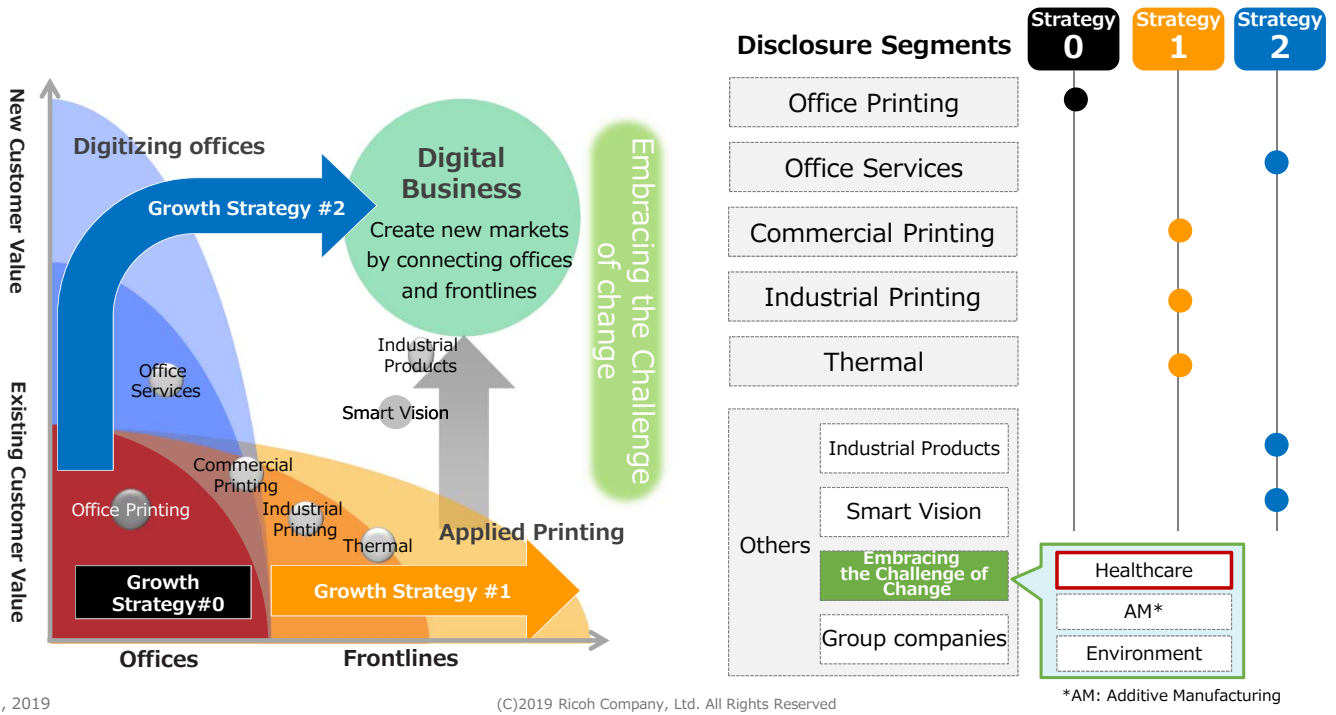 New Customer Value
Existing Customer Value
Digitizing offices
Growth Strategy #2
Digital
Business
Create new markets
by connecting offices
and frontlines
Embracing the Challenge
of change
Industrial
Products
Office
Services
Smart Vision
Commercial
Printing
Office Printing
Industrial
Printing
Thermal
Applied Printing
Growth
Strategy#0
Growth Strategy #1
Offices
Frontlines
Disclosure Segments
Strategy
0
Strategy
1
Strategy
2
Office Printing
Office Services
Commercial Printing
Industrial Printing
Thermal
Others
Industrial Products
Smart Vision
Embracing
the Challenge of
Change
Group companies
Healthcare
AM*
Environment
*AM: Additive Manufacturing
, 2019
(C)2019 Ricoh Company, Ltd. All Rights Reserved